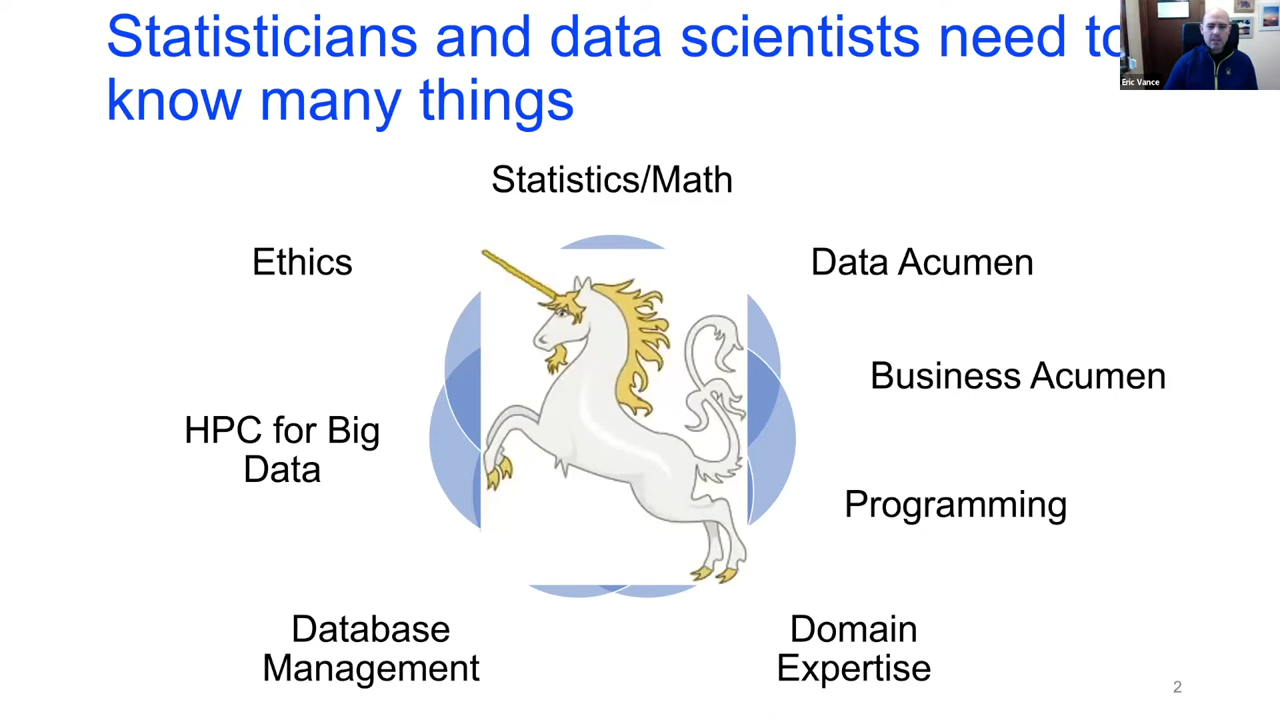 Statisticians and data scientists need to
know many things
Eric Vance
Statistics/Math
Ethics
Data Acumen
Business Acumen
HPC for Big
Data
Programming
Database
Management
Domain
Expertise
2